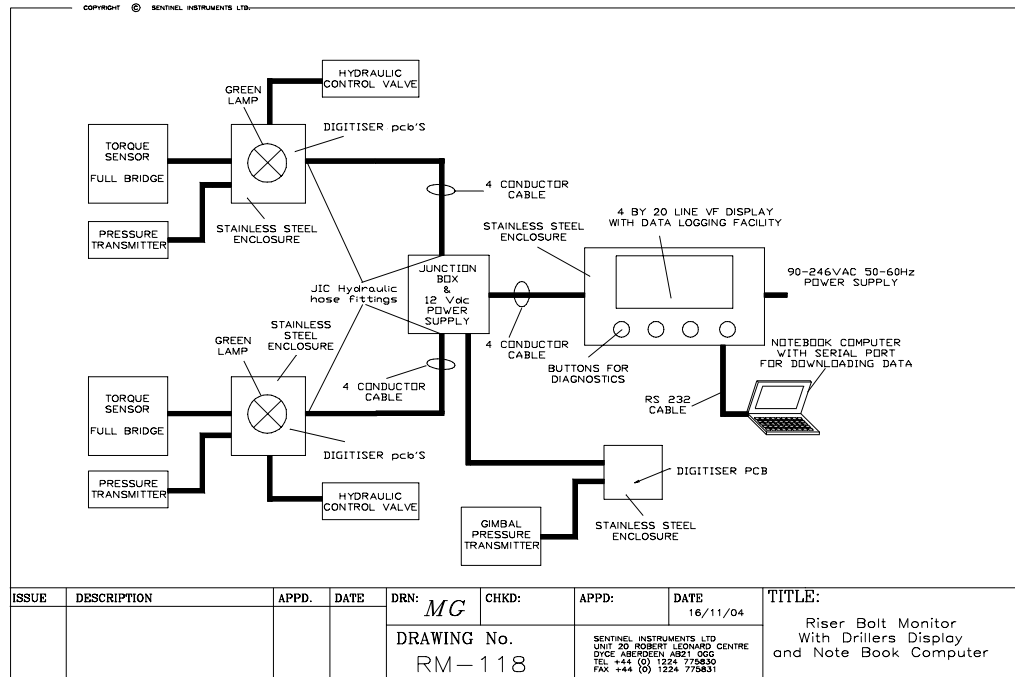 COPYRIGHT © SENTINEL INSTRUMENTS LTD.
HYDRAULIC
CONTROL VALVE
GREEN
LAMP
DIGITISER pcb'S
TORQUE
SENSOR
FULL BRIDGE
4 CONDUCTOR
CABLE
STAINLESS STEEL
ENCLOSURE
PRESSURE
TRANSMITTER
4 BY 20 LINE VF DISPLAY
WITH DATA LOGGING FACILITY
STAINLESS STEEL
ENCLOSURE
JUNCTION
BOX
&
12 Vdc
POWER
SUPPLY
90-246VAC 50-60Hz
POWER SUPPLY
JIC Hydraulic
hose fittings
STAINLESS
STEEL
ENCLOSURE
GREEN
LAMP
4 CONDUCTOR
CABLE
NOTEBOOK COMPUTER
WITH SERIAL PORT
FOR DOWNLOADING DATA
BUTTONS FOR
DIAGNOSTICS
4 CONDUCTOR
CABLE
RS 232
CABLE
TORQUE
SENSOR
FULL BRIDGE
DIGITISER pcb'S
PRESSURE
TRANSMITTER
HYDRAULIC
CONTROL VALVE
DIGITISER PCB
GIMBAL
PRESSURE
TRANSMITTER
STAINLESS STEEL
ENCLOSURE
ISSUE DESCRIPTION APPD. DATE
DRN: MG CHKD: APPD: DATE
16/11/04
TITLE:
Riser Bolt Monitor
With Drillers Display
and Note Book Computer
DRAWING No.
RM-118
SENTINEL INSTRUMENTS LTD
UNIT 20 ROBERT LEONARD CENTRE
DYCE ABERDEEN AB21 0GG
TEL +44 (0) 1224 775830
FAX +44 (0) 1224 775831